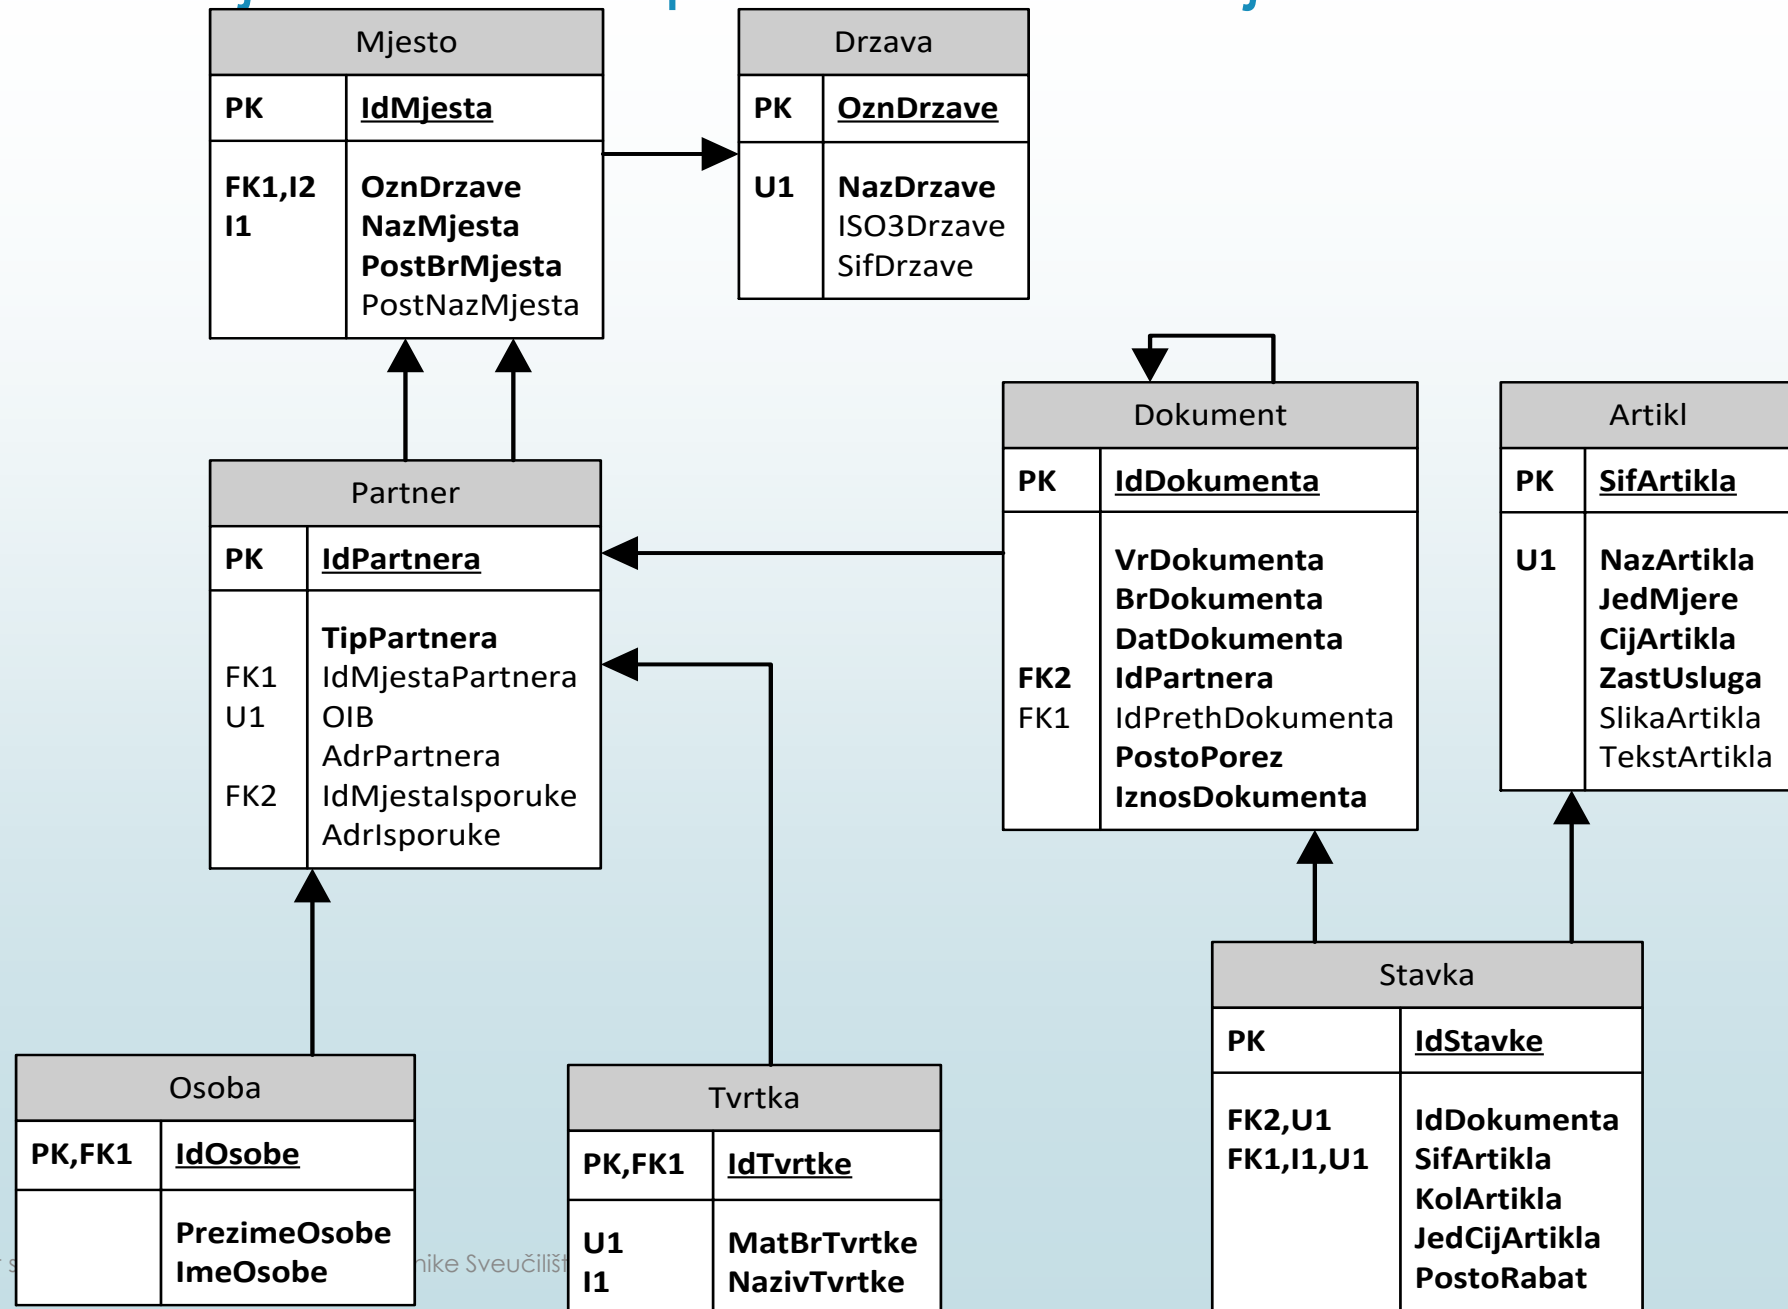 Mjesto
PK IdMjesta
FK1,I2 OznDrzave
I1 NazMjesta
PostBrMjesta
PostNazMjesta
Drzava
PK OznDrzave
U1 NazDrzave
ISO3Drzave
SifDrzave
Partner
PK IdPartnera
TipPartnera
FK1 IdMjestaPartnera
U1 OIB
AdrPartnera
FK2 IdMjestaIsporuke
AdrIsporuke
Dokument
PK IdDokumenta
VrDokumenta
BrDokumenta
DatDokumenta
FK2 IdPartnera
FK1 IdPrethDokumenta
PostoPorez
IznosDokumenta
Artikl
PK SifArtikla
U1 NazArtikla
JedMjere
CijArtikla
ZastUsluga
SlikaArtikla
TekstArtikla
Osoba
PK,FK1 IdOsobe
PrezimeOsobe
ImeOsobe
Tvrtka
PK,FK1 IdTvrtke
U1 MatBrTvrtke
I1 NazivTvrtke
Stavka
PK IdStavke
FK2,U1 IdDokumenta
FK1,I1,U1 SifArtikla
KolArtikla
JedCijArtikla
PostoRabat